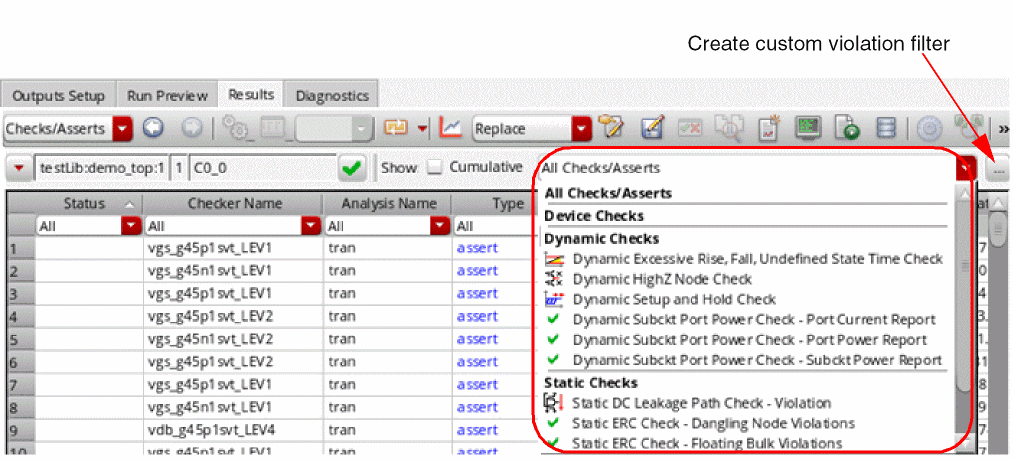 Create custom violation filter
Outputs Setup Run Preview Results Diagnostics
Checks/Asserts Replace »
testLib:demo_top:1 1 C0_0 Show Cumulative All Checks/Asserts ...
Status Checker Name Analysis Name Type
All All All All
1 vgs_g45p1svt_LEV1 tran assert
2 vgs_g45n1svt_LEV1 tran assert
3 vgs_g45p1svt_LEV1 tran assert
4 vgs_g45p1svt_LEV2 tran assert
5 vgs_g45n1svt_LEV2 tran assert
6 vgs_g45p1svt_LEV2 tran assert
7 vgs_g45p1svt_LEV1 tran assert
8 vgs_g45n1svt_LEV1 tran assert
9 vdb_g45p1svt_LEV4 tran assert
All Checks/Asserts
Device Checks
Dynamic Checks
Dynamic Excessive Rise, Fall, Undefined State Time Check
Dynamic HighZ Node Check
Dynamic Setup and Hold Check
Dynamic Subckt Port Power Check - Port Current Report
Dynamic Subckt Port Power Check - Port Power Report
Dynamic Subckt Port Power Check - Subckt Power Report
Static Checks
Static DC Leakage Path Check - Violation
Static ERC Check - Dangling Node Violations
Static ERC Check - Floating Bulk Violations